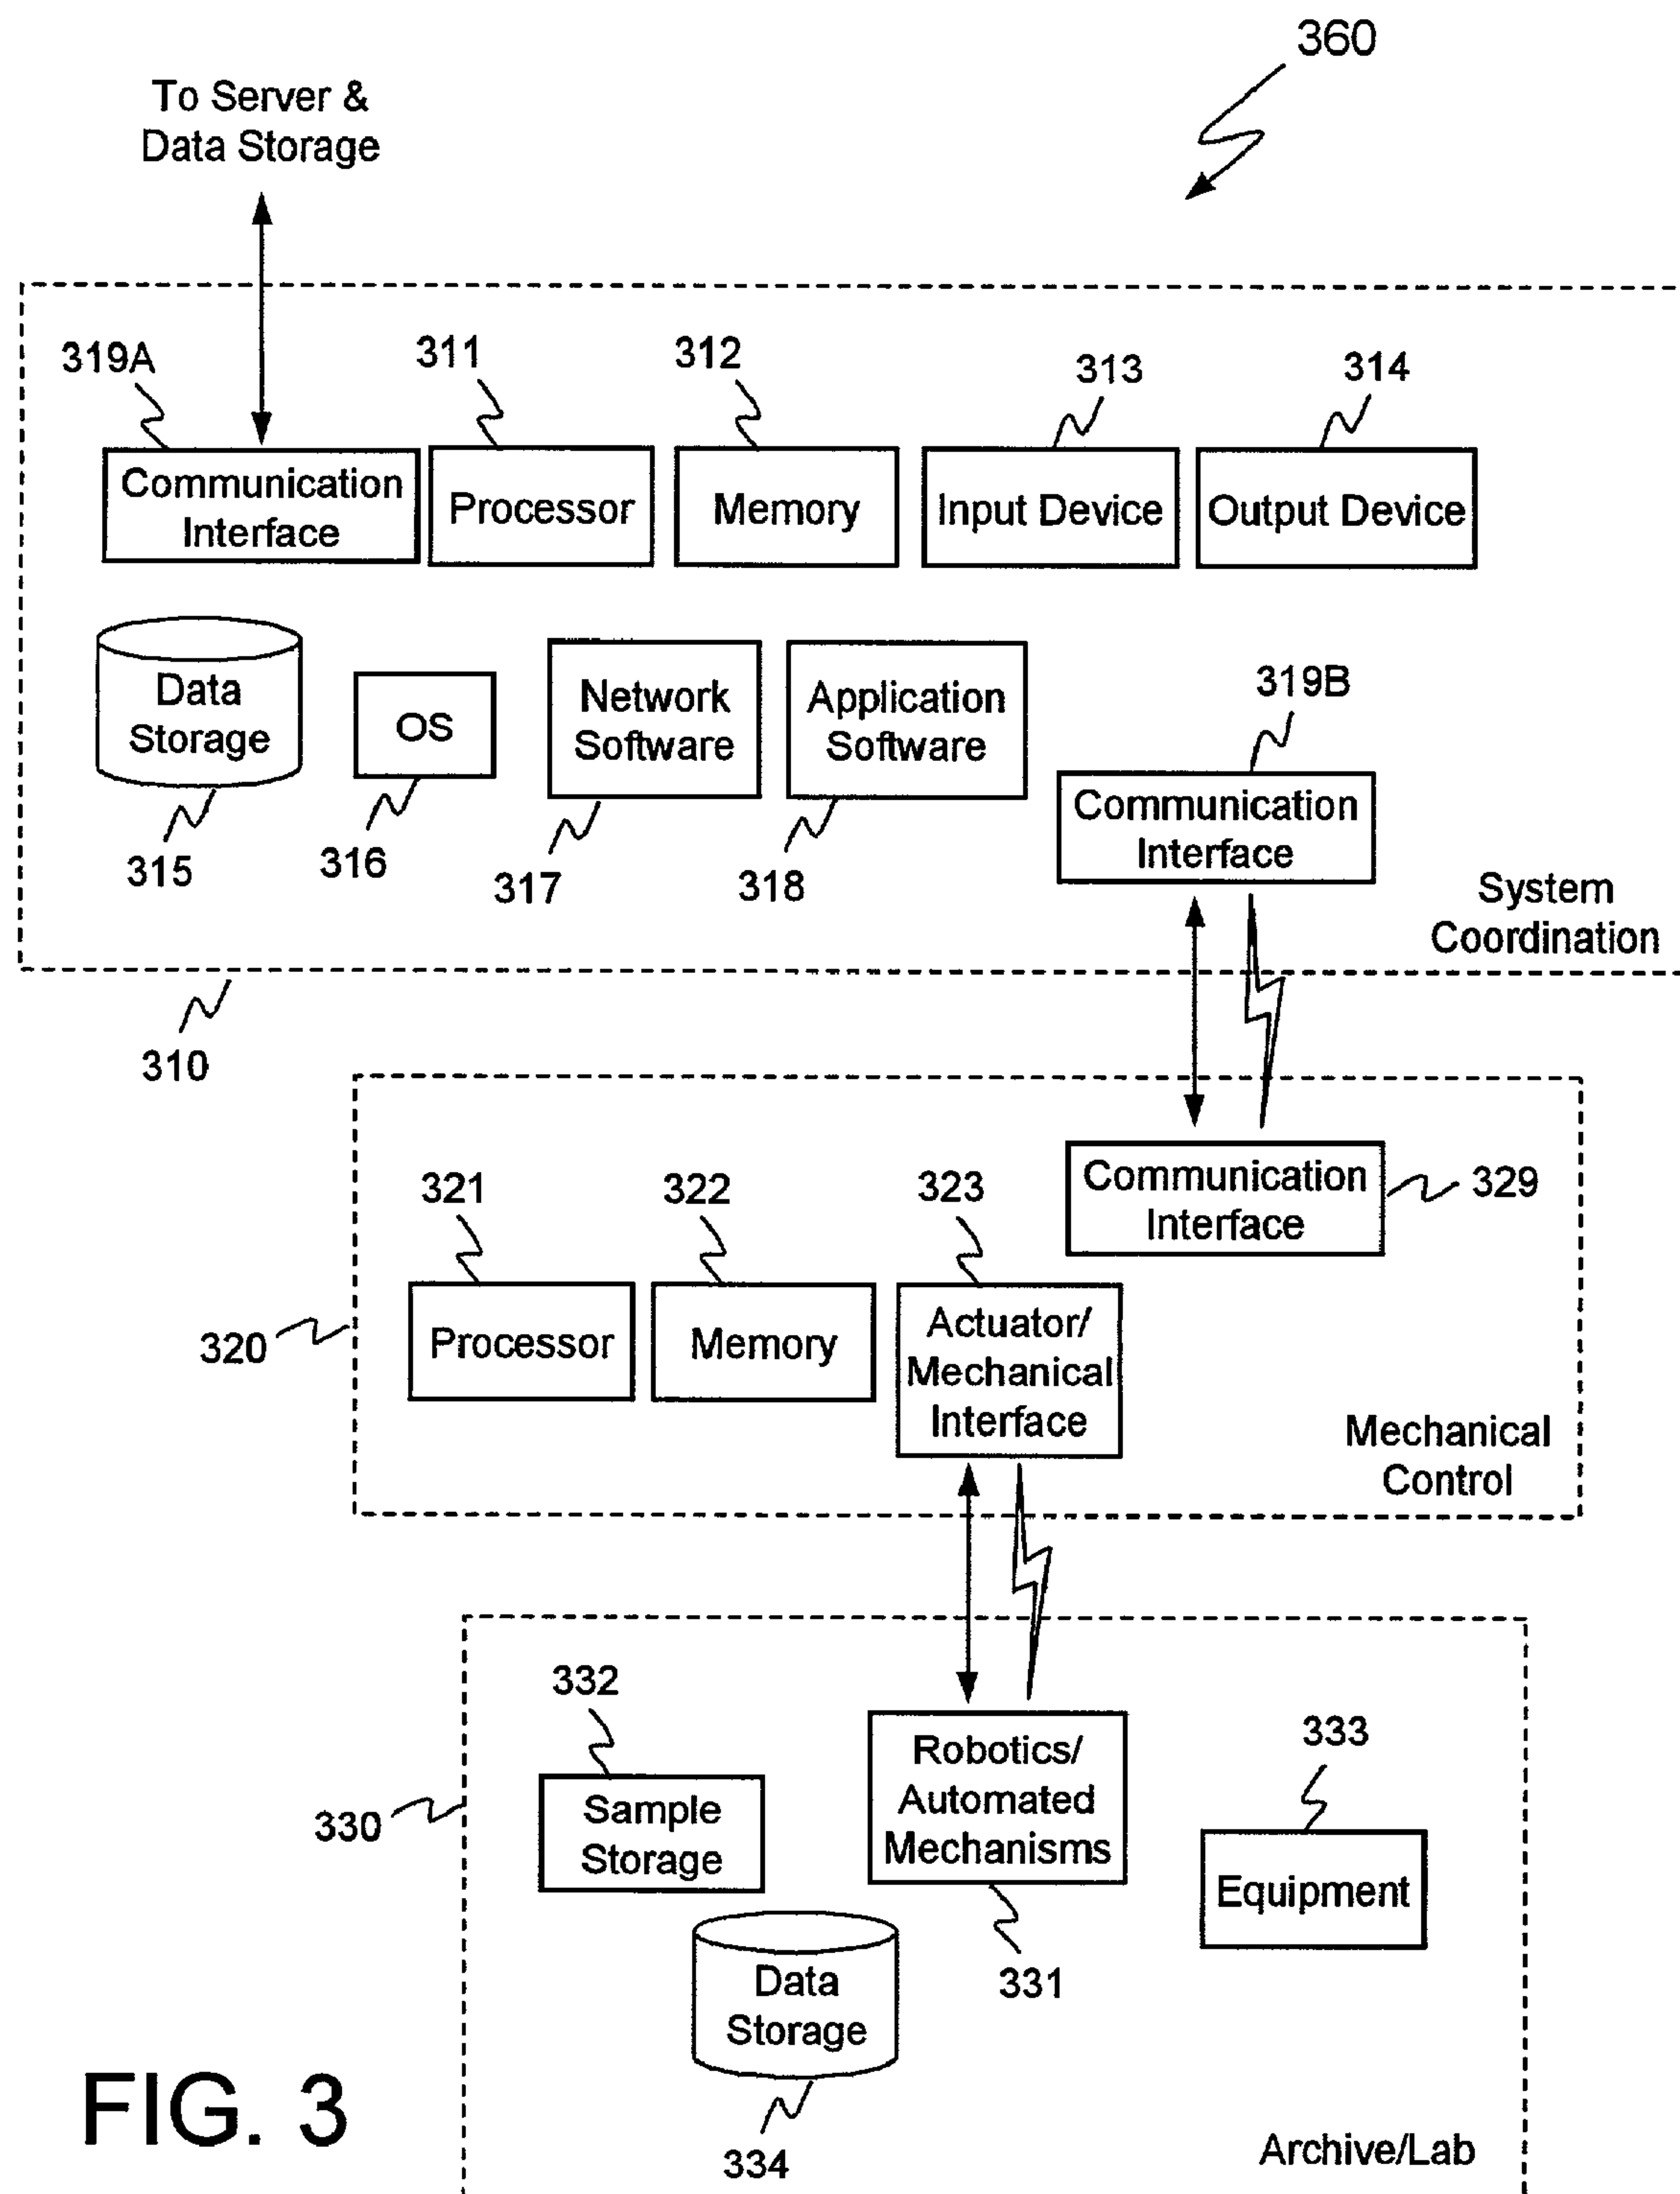 360
To Server &
Data Storage
319A
311
312
313
314
Communication
Interface
Processor
Memory
Input Device
Output Device
Data
Storage
OS
Network
Software
Application
Software
319B
Communication
Interface
315
316
317
318
System
Coordination
310
Communication
Interface
329
321
322
323
320
Processor
Memory
Actuator/
Mechanical
Interface
Mechanical
Control
332
333
330
Sample
Storage
Robotics/
Automated
Mechanisms
Equipment
331
Data
Storage
334
FIG. 3
Archive/Lab